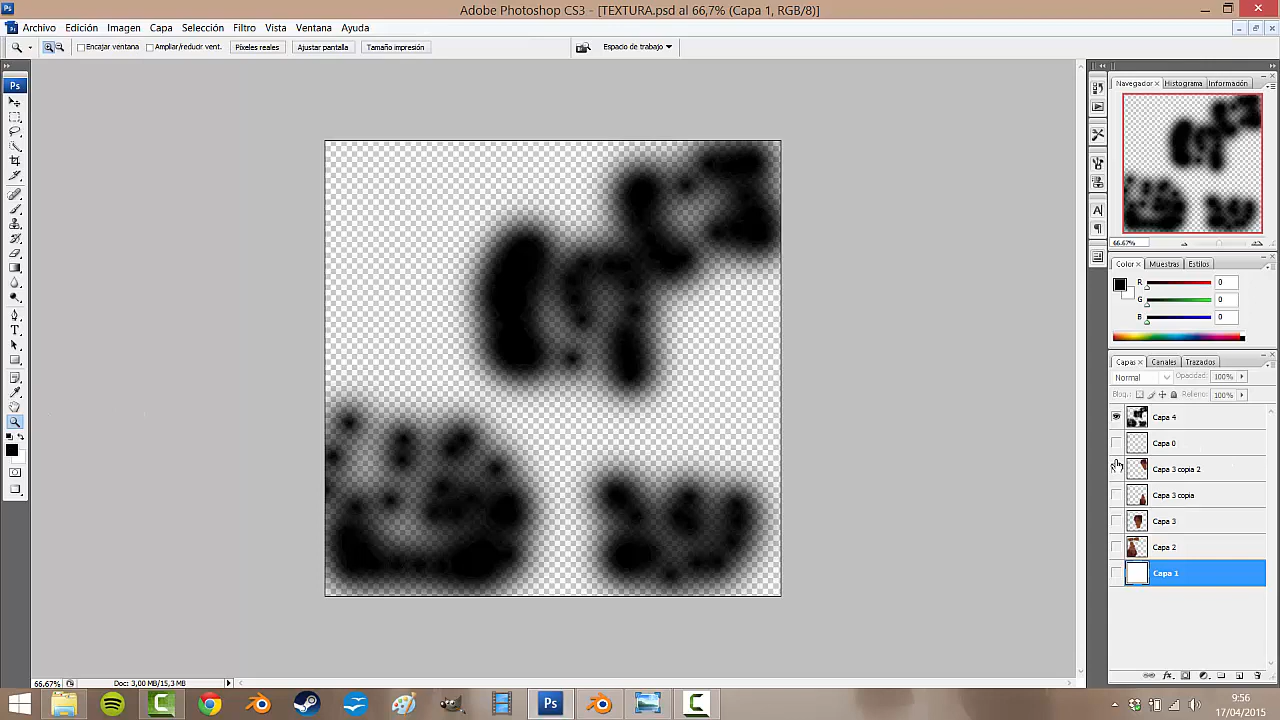 Adobe Photoshop CS3 - [TEXTURA.psd al 66,7% (Capa 1, RGB/8)]
Archivo Edición Imagen Capa Selección Filtro Vista Ventana Ayuda
Encajar ventana Ampliar/reducir vent. Píxeles reales Ajustar pantalla Tamaño impresión Espacio de trabajo
Ps
Navegador Histograma Información
66.67%
Color Muestras Estilos
R 0
G 0
B 0
Capas Canales Trazados
Normal Opacidad: 100%
Bloq.: Relleno: 100%
Capa 4
Capa 0
Capa 3 copia 2
Capa 3 copia
Capa 3
Capa 2
Capa 1
66.67% Doc: 3,00 MB/15,3 MB
Ps
9:56
17/04/2015